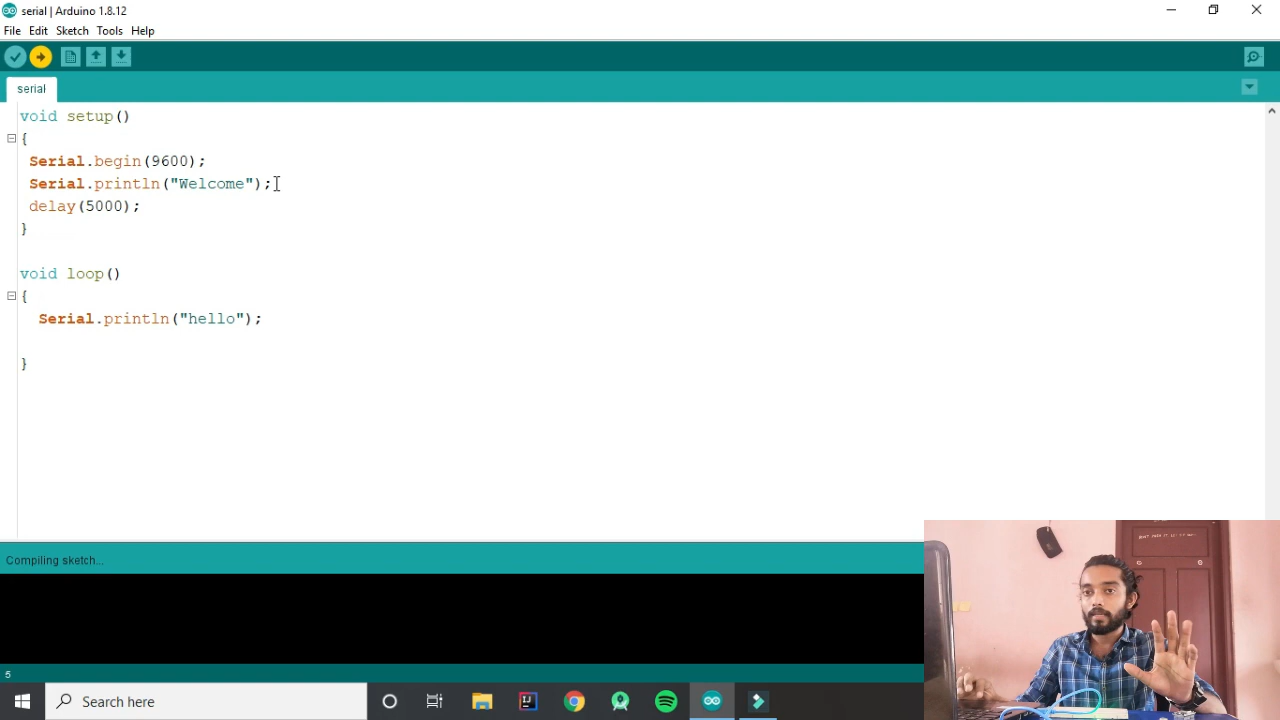 serial | Arduino 1.8.12
File Edit Sketch Tools Help
serial
void setup()
{
Serial.begin(9600);
Serial.println("Welcome");
delay(5000);
}
void loop()
{
Serial.println("hello");
}
Compiling sketch...
5
Search here